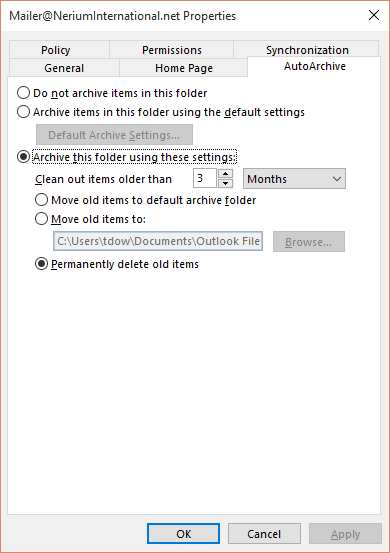 Mailer@NeriumInternational.net Properties
Policy Permissions Synchronization
General Home Page AutoArchive
Do not archive items in this folder
Archive items in this folder using the default settings
Default Archive Settings...
Archive this folder using these settings:
Clean out items older than 3 Months
Move old items to default archive folder
Move old items to:
C:\Users\tdow\Documents\Outlook File Browse...
Permanently delete old items
OK Cancel Apply